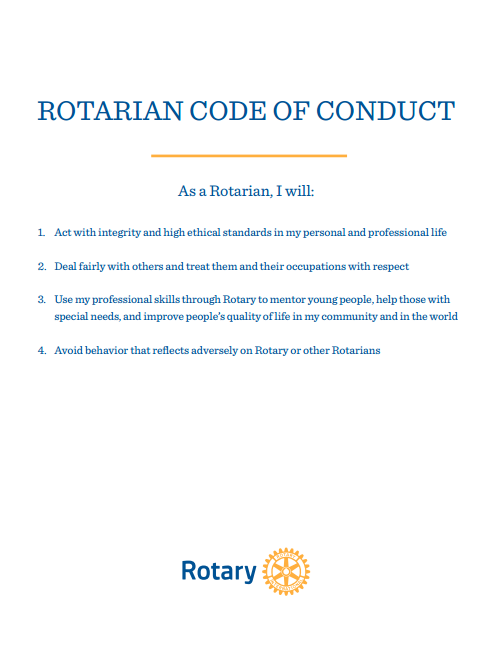 ROTARIAN CODE OF CONDUCT
As a Rotarian, I will:
1. Act with integrity and high ethical standards in my personal and professional life
2. Deal fairly with others and treat them and their occupations with respect
3. Use my professional skills through Rotary to mentor young people, help those with
special needs, and improve people's quality of life in my community and in the world
4. Avoid behavior that reflects adversely on Rotary or other Rotarians
Rotary
ROTARY
INTERNATIONAL